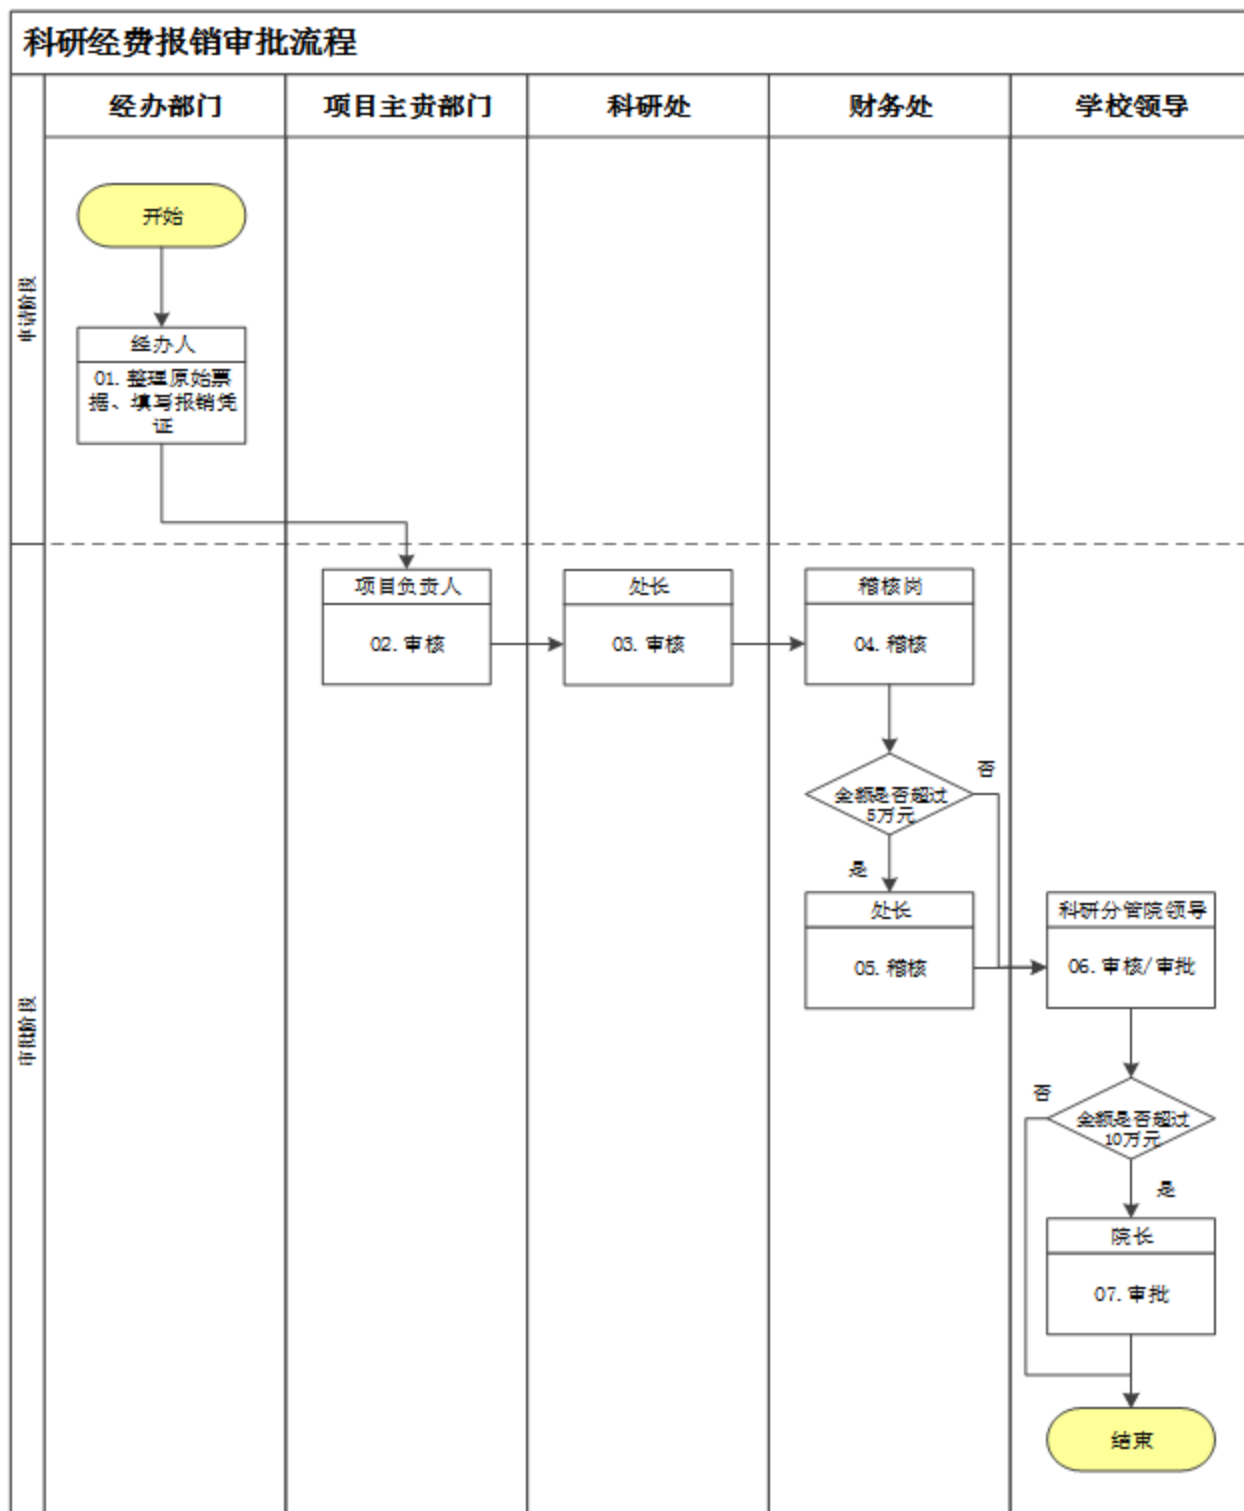 科研经费报销审批流程
经办部门
项目主责部门
科研处
财务处
学校领导
申请阶段
开始
经办人
01. 整理原始票
据、填写报销凭
证
审批阶段
项目负责人
02. 审核
处长
03. 审核
稽核岗
04. 稽核
金额是否超过
5万元
否
是
处长
05. 稽核
科研分管院领导
06. 审核/审批
金额是否超过
10万元
否
是
院长
07. 审批
结束